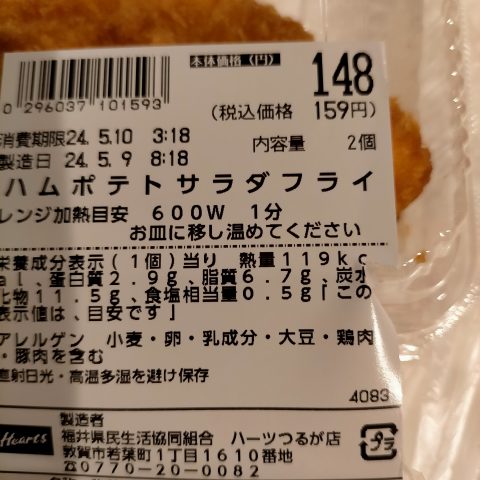 本体価格(円) 148
(税込価格 159円)
0 296037 101593
消費期限24. 5.10 3:18
内容量 2個
製造日 24. 5. 9 8:18
ハムポテトサラダフライ
レンジ加熱目安 600W 1分
お皿に移し温めてください
栄養成分表示(1個)当り 熱量119kc
al、蛋白質2.9g、脂質6.7g、炭水
化物11.5g、食塩相当量0.5g「この
表示値は、目安です」
アレルゲン 小麦・卵・乳成分・大豆・鶏肉
・豚肉を含む
直射日光・高温多湿を避け保存
4083
製造者
Hearts
福井県民生活協同組合 ハーツつるが店
敦賀市若葉町1丁目1610番地
☎0770-20-0082
プラ